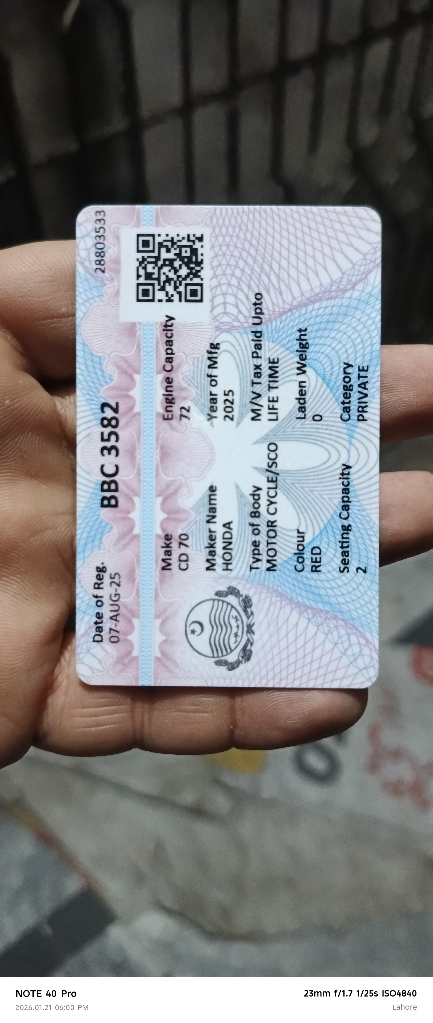 28803533
Date of Reg.
07-AUG-25
BBC 3582
Make
CD 70
Engine Capacity
72
Maker Name
HONDA
Year of Mfg
2025
Type of Body
MOTOR CYCLE/SCO
M/V Tax Paid Upto
LIFE TIME
Colour
RED
Laden Weight
0
Seating Capacity
2
Category
PRIVATE
NOTE 40 Pro
2026.01.21 06:00 PM
23mm f/1.7 1/25s ISO4840
Lahore